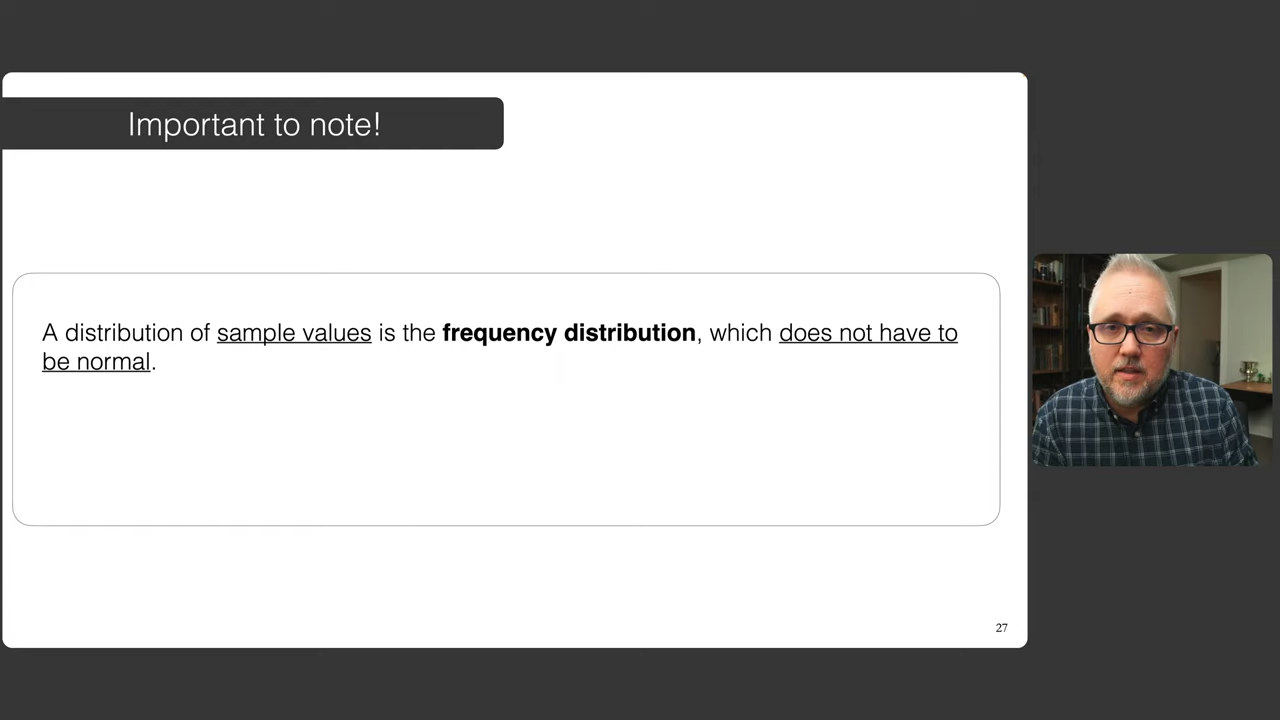 Important to note!
A distribution of sample values is the frequency distribution, which does not have to
be normal.
27